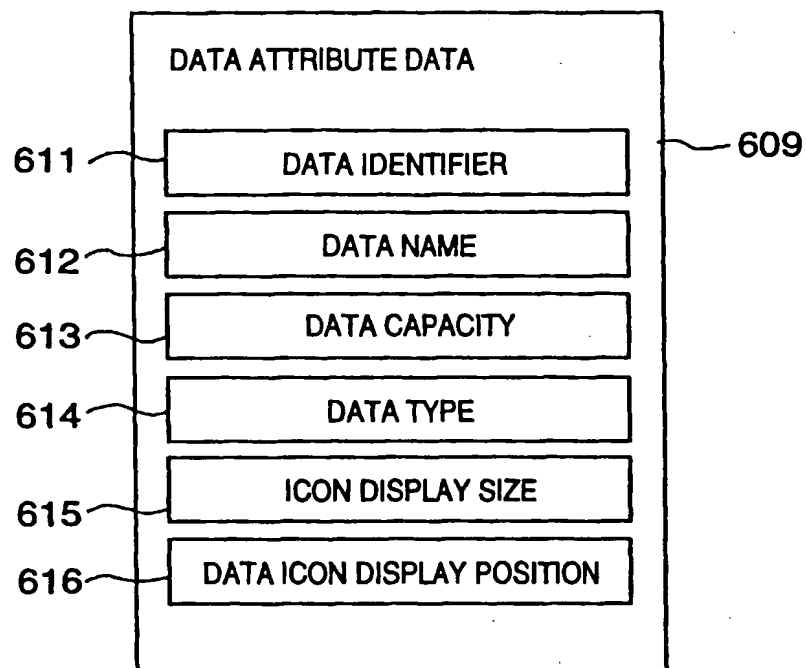 DATA ATTRIBUTE DATA
609
611
DATA IDENTIFIER
612
DATA NAME
613
DATA CAPACITY
614
DATA TYPE
615
ICON DISPLAY SIZE
616
DATA ICON DISPLAY POSITION